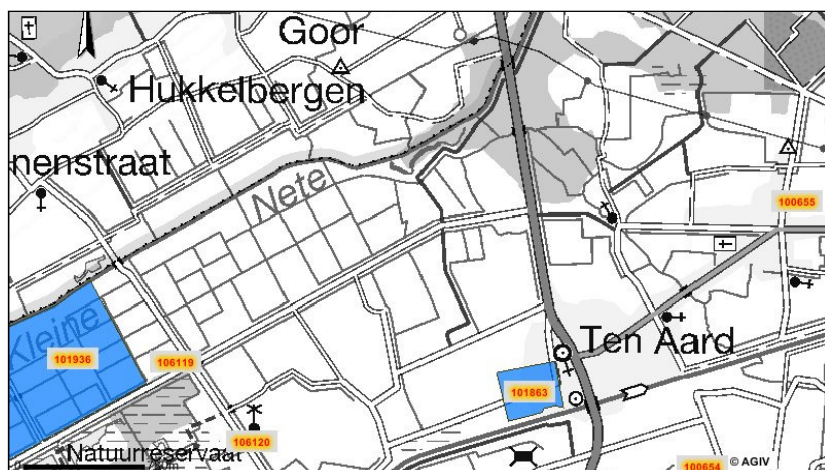 Goor
Hukkelbergen
nenstraat
Nete
100655
Kleine
101936
106119
Ten Aard
101863
106120
Natuurreservaat
100654
© AGIV